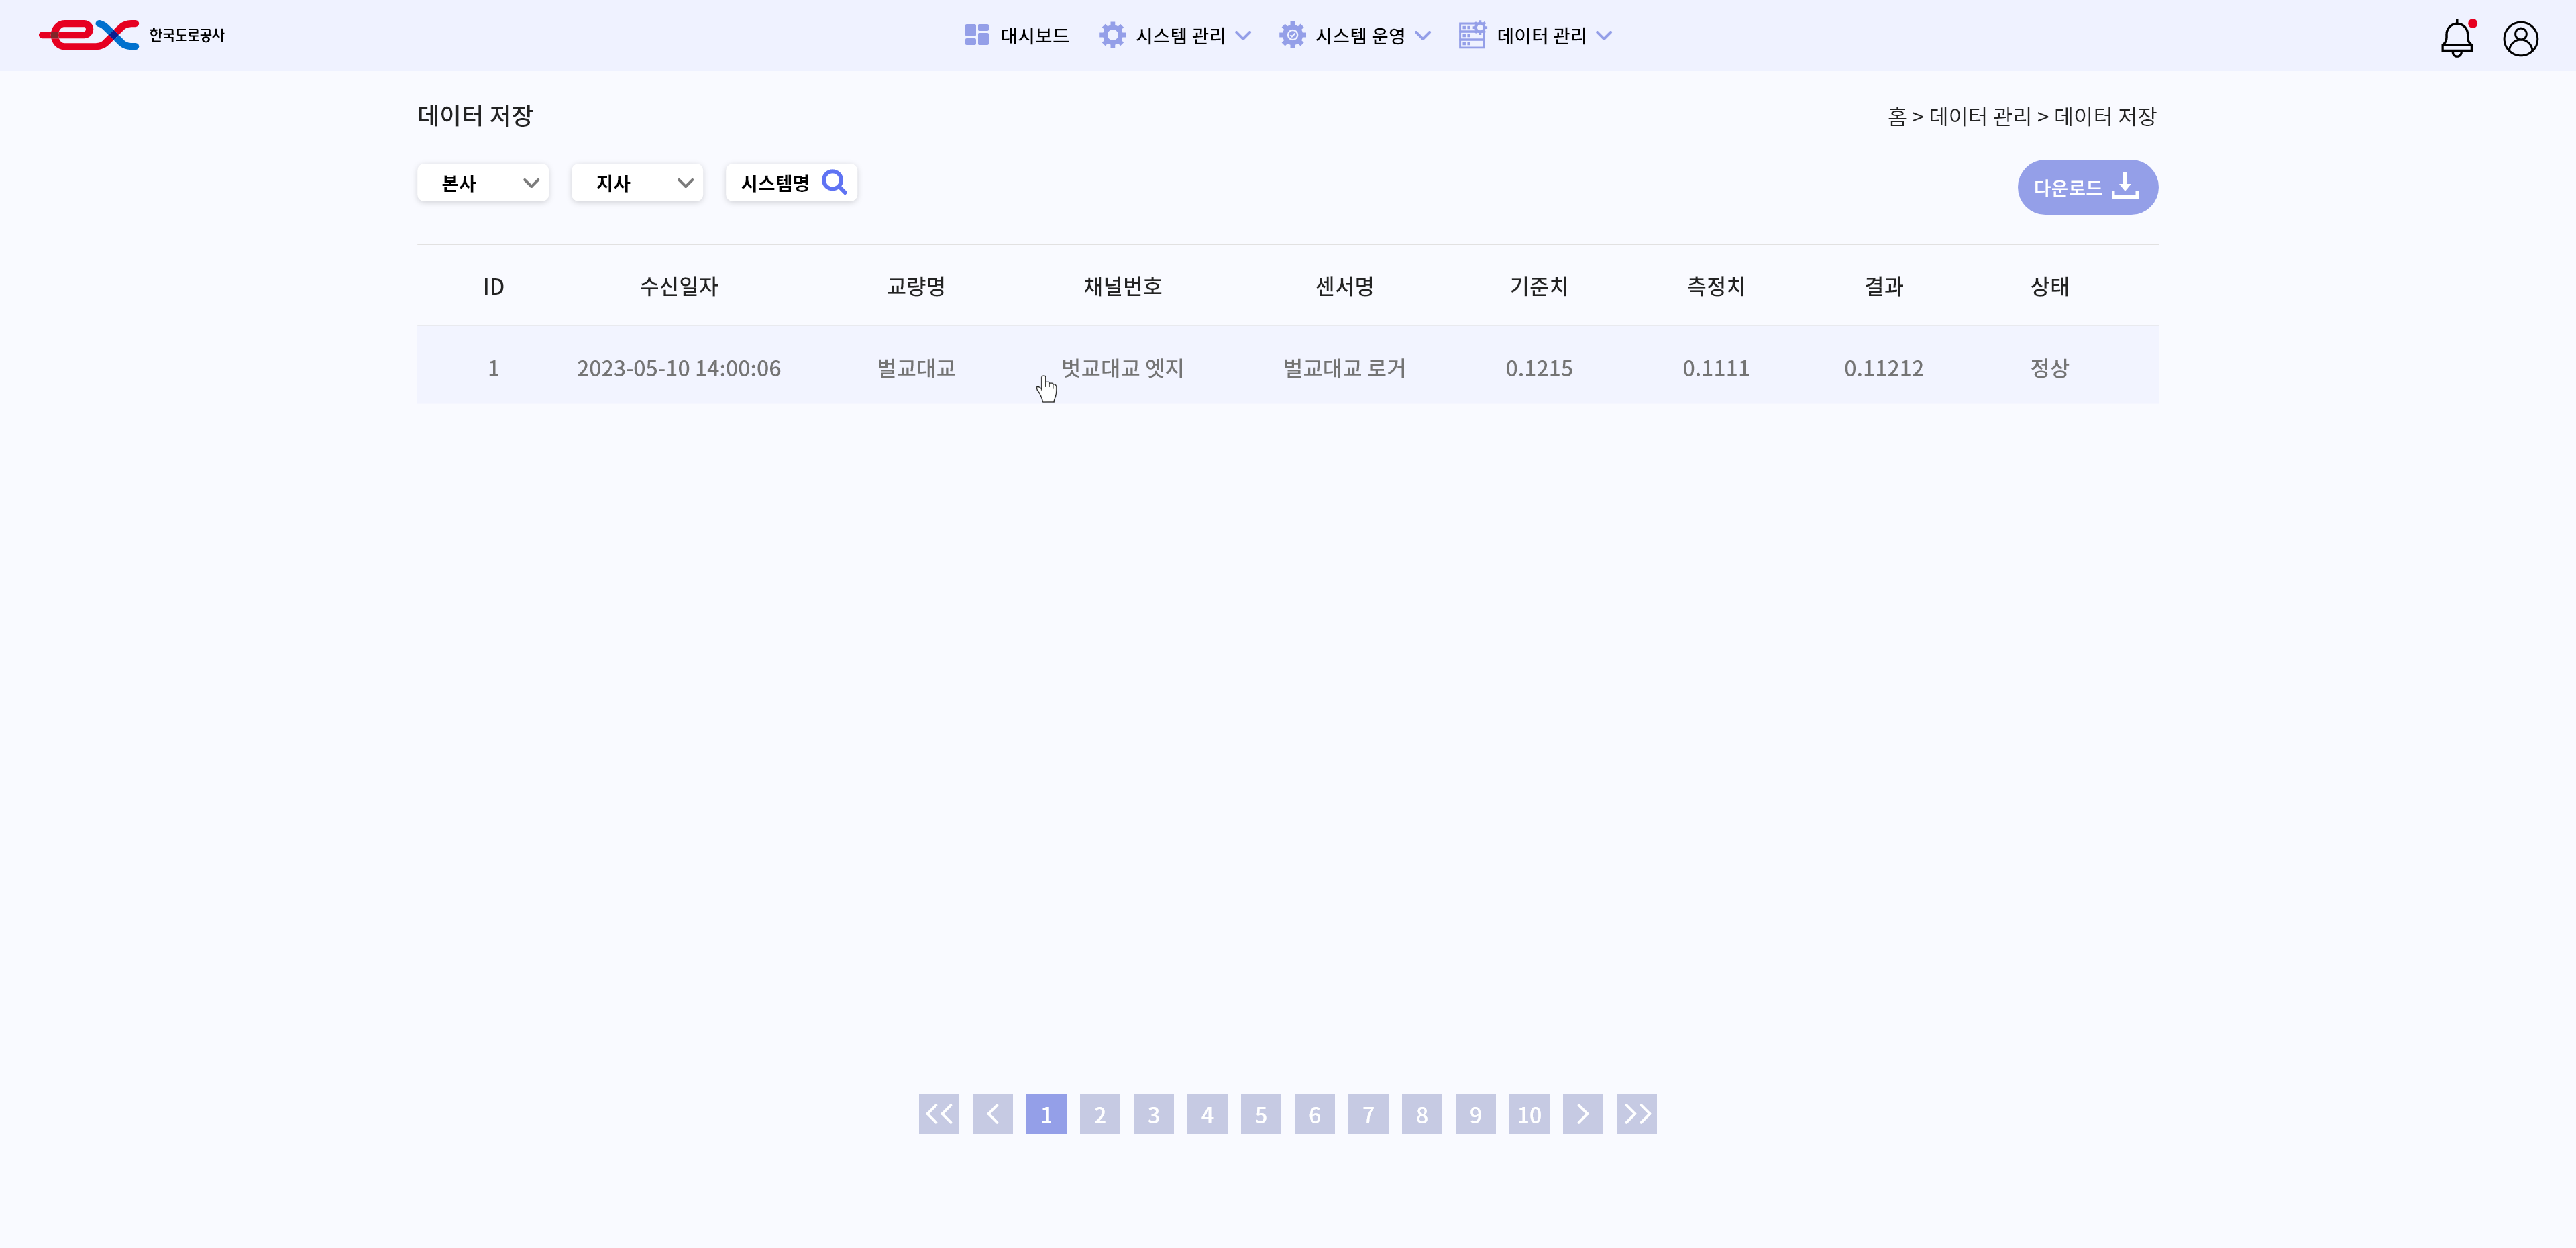 ex 한국도로공사
대시보드 시스템 관리 시스템 운영 데이터 관리
데이터 저장
홈 > 데이터 관리 > 데이터 저장
본사 지사 시스템명
다운로드
ID 수신일자 교량명 채널번호 센서명 기준치 측정치 결과 상태
1 2023-05-10 14:00:06 벌교대교 벗교대교 엣지 벌교대교 로거 0.1215 0.1111 0.11212 정상
<< < 1 2 3 4 5 6 7 8 9 10 > >>